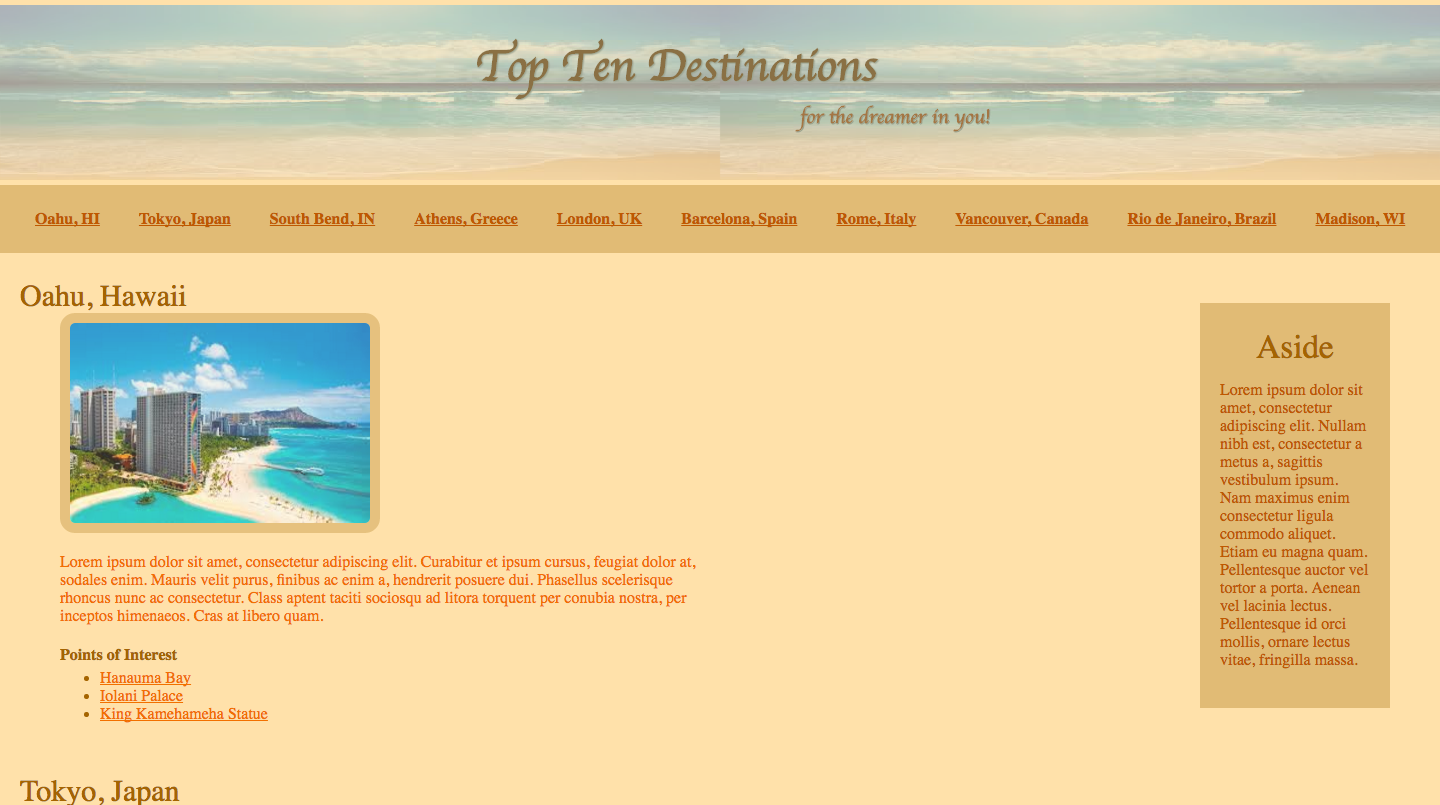 Top Ten Destinations
for the dreamer in you!
Oahu, HI Tokyo, Japan South Bend, IN Athens, Greece London, UK Barcelona, Spain Rome, Italy Vancouver, Canada Rio de Janeiro, Brazil Madison, WI
Oahu, Hawaii
Lorem ipsum dolor sit amet, consectetur adipiscing elit. Curabitur et ipsum cursus, feugiat dolor at,
sodales enim. Mauris velit purus, finibus ac enim a, hendrerit posuere dui. Phasellus scelerisque
rhoncus nunc ac consectetur. Class aptent taciti sociosqu ad litora torquent per conubia nostra, per
inceptos himenaeos. Cras at libero quam.
Points of Interest
Hanauma Bay
Iolani Palace
King Kamehameha Statue
Tokyo, Japan
Aside
Lorem ipsum dolor sit
amet, consectetur
adipiscing elit. Nullam
nibh est, consectetur a
metus a, sagittis
vestibulum ipsum.
Nam maximus enim
consectetur ligula
commodo aliquet.
Etiam eu magna quam.
Pellentesque auctor vel
tortor a porta. Aenean
vel lacinia lectus.
Pellentesque id orci
mollis, ornare lectus
vitae, fringilla massa.